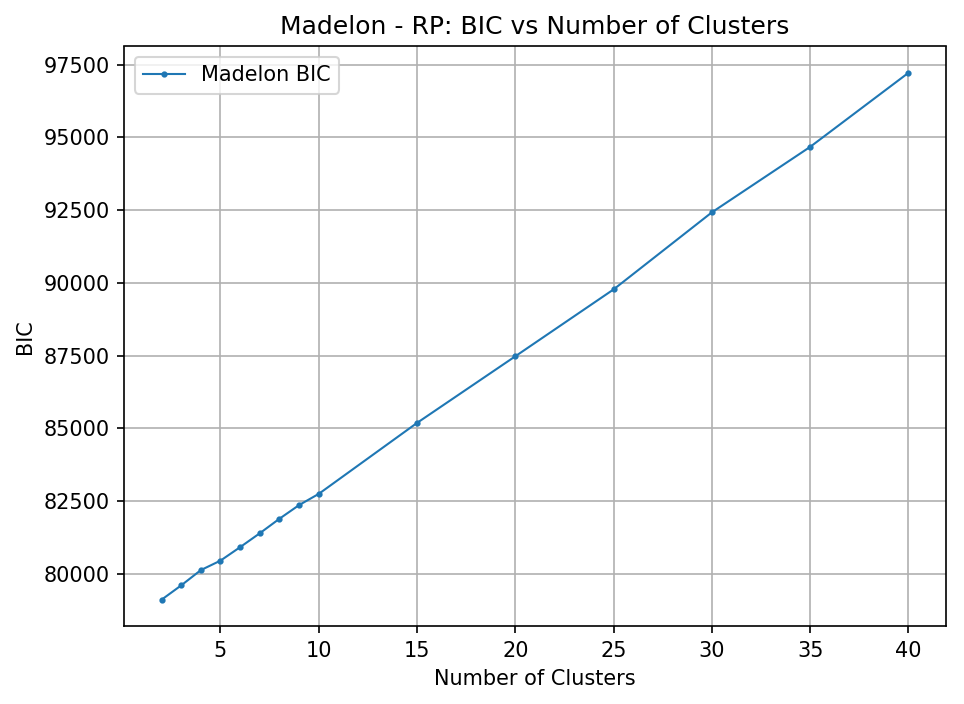 Madelon - RP: BIC vs Number of Clusters
Madelon BIC
97500
95000
92500
90000
87500
85000
82500
80000
BIC
5 10 15 20 25 30 35 40
Number of Clusters